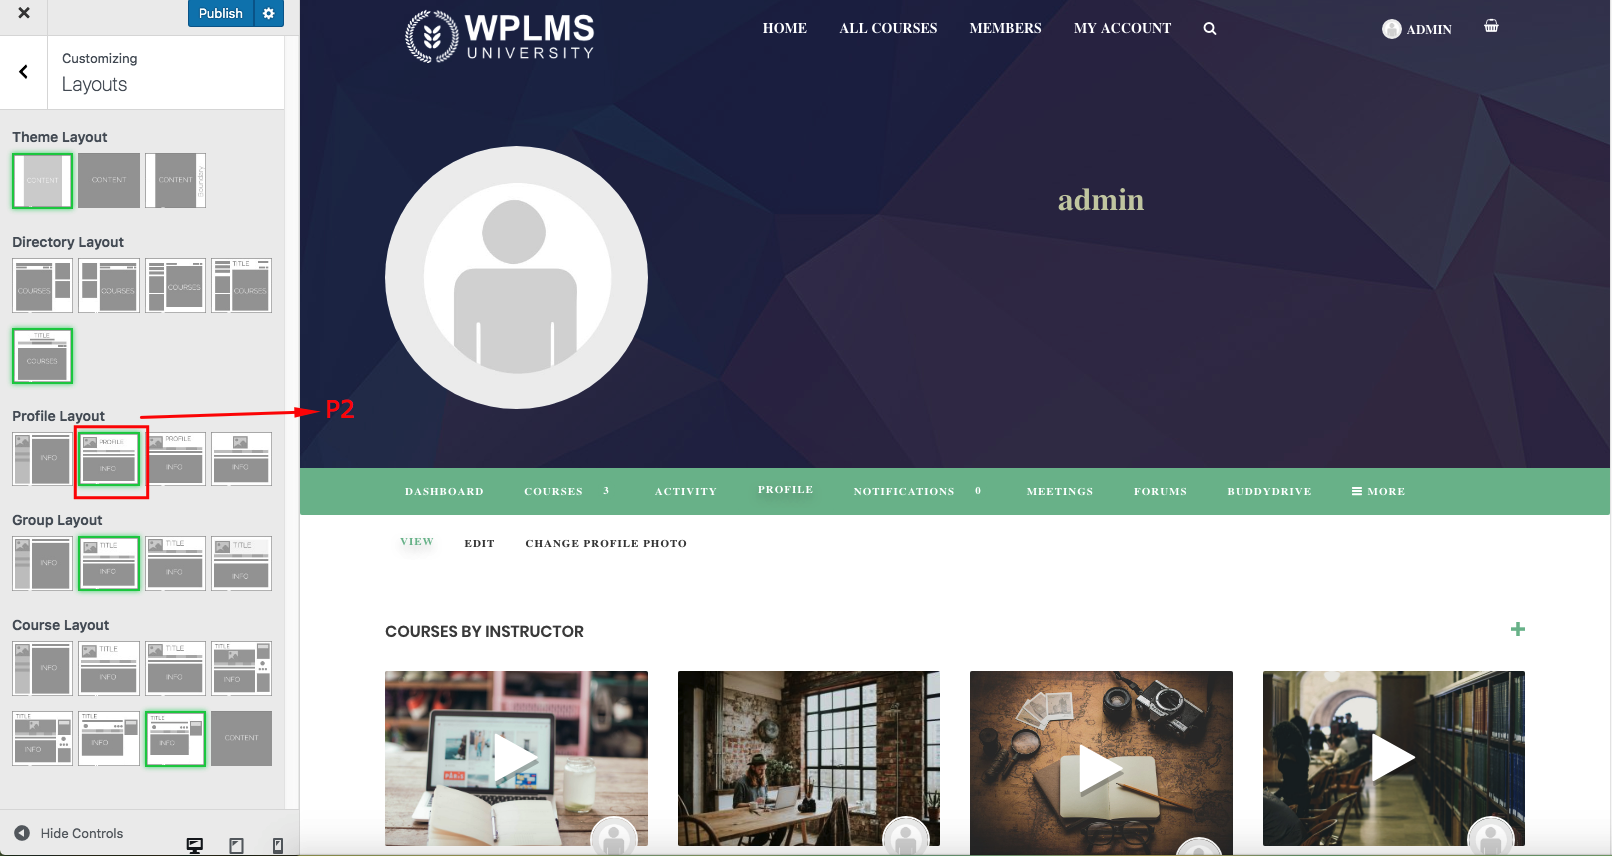 Publish
Customizing
Layouts
Theme Layout
CONTENT
CONTENT
CONTENT
Boundary
Directory Layout
COURSES
COURSES
COURSES
TITLE
COURSES
TITLE
COURSES
Profile Layout
P2
INFO
PROFILE
INFO
PROFILE
INFO
INFO
Group Layout
INFO
TITLE
INFO
TITLE
INFO
TITLE
INFO
Course Layout
INFO
TITLE
INFO
TITLE
INFO
TITLE
INFO
TITLE
INFO
TITLE
INFO
TITLE
INFO
CONTENT
Hide Controls
WPLMS
UNIVERSITY
HOME ALL COURSES MEMBERS MY ACCOUNT ADMIN
admin
DASHBOARD COURSES 3 ACTIVITY PROFILE NOTIFICATIONS 0 MEETINGS FORUMS BUDDYDRIVE MORE
VIEW EDIT CHANGE PROFILE PHOTO
COURSES BY INSTRUCTOR